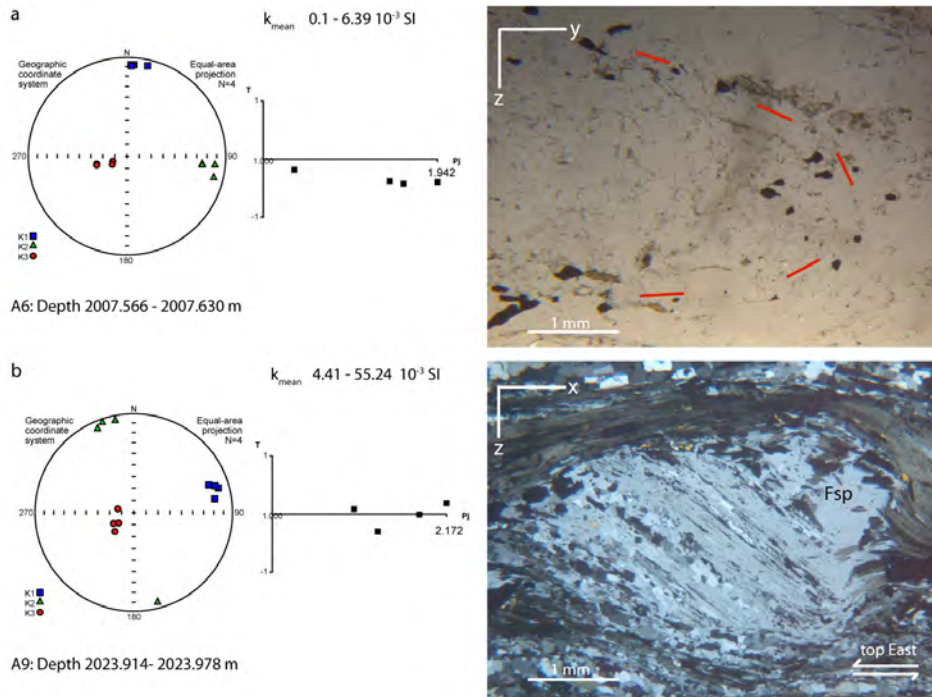 a
k mean 0.1 - 6.39 10-3 SI
N
Geographic coordinate system
Equal-area projection N=4
270
90
180
K1
K2
K3
T
1
1.000
Pj
1.942
-1
A6: Depth 2007.566 - 2007.630 m
y
z
1 mm
b
k mean 4.41 - 55.24 10-3 SI
N
Geographic coordinate system
Equal-area projection N=4
270
90
180
K1
K2
K3
T
1
1.000
Pj
2.172
-1
A9: Depth 2023.914- 2023.978 m
x
z
Fsp
top East
1 mm